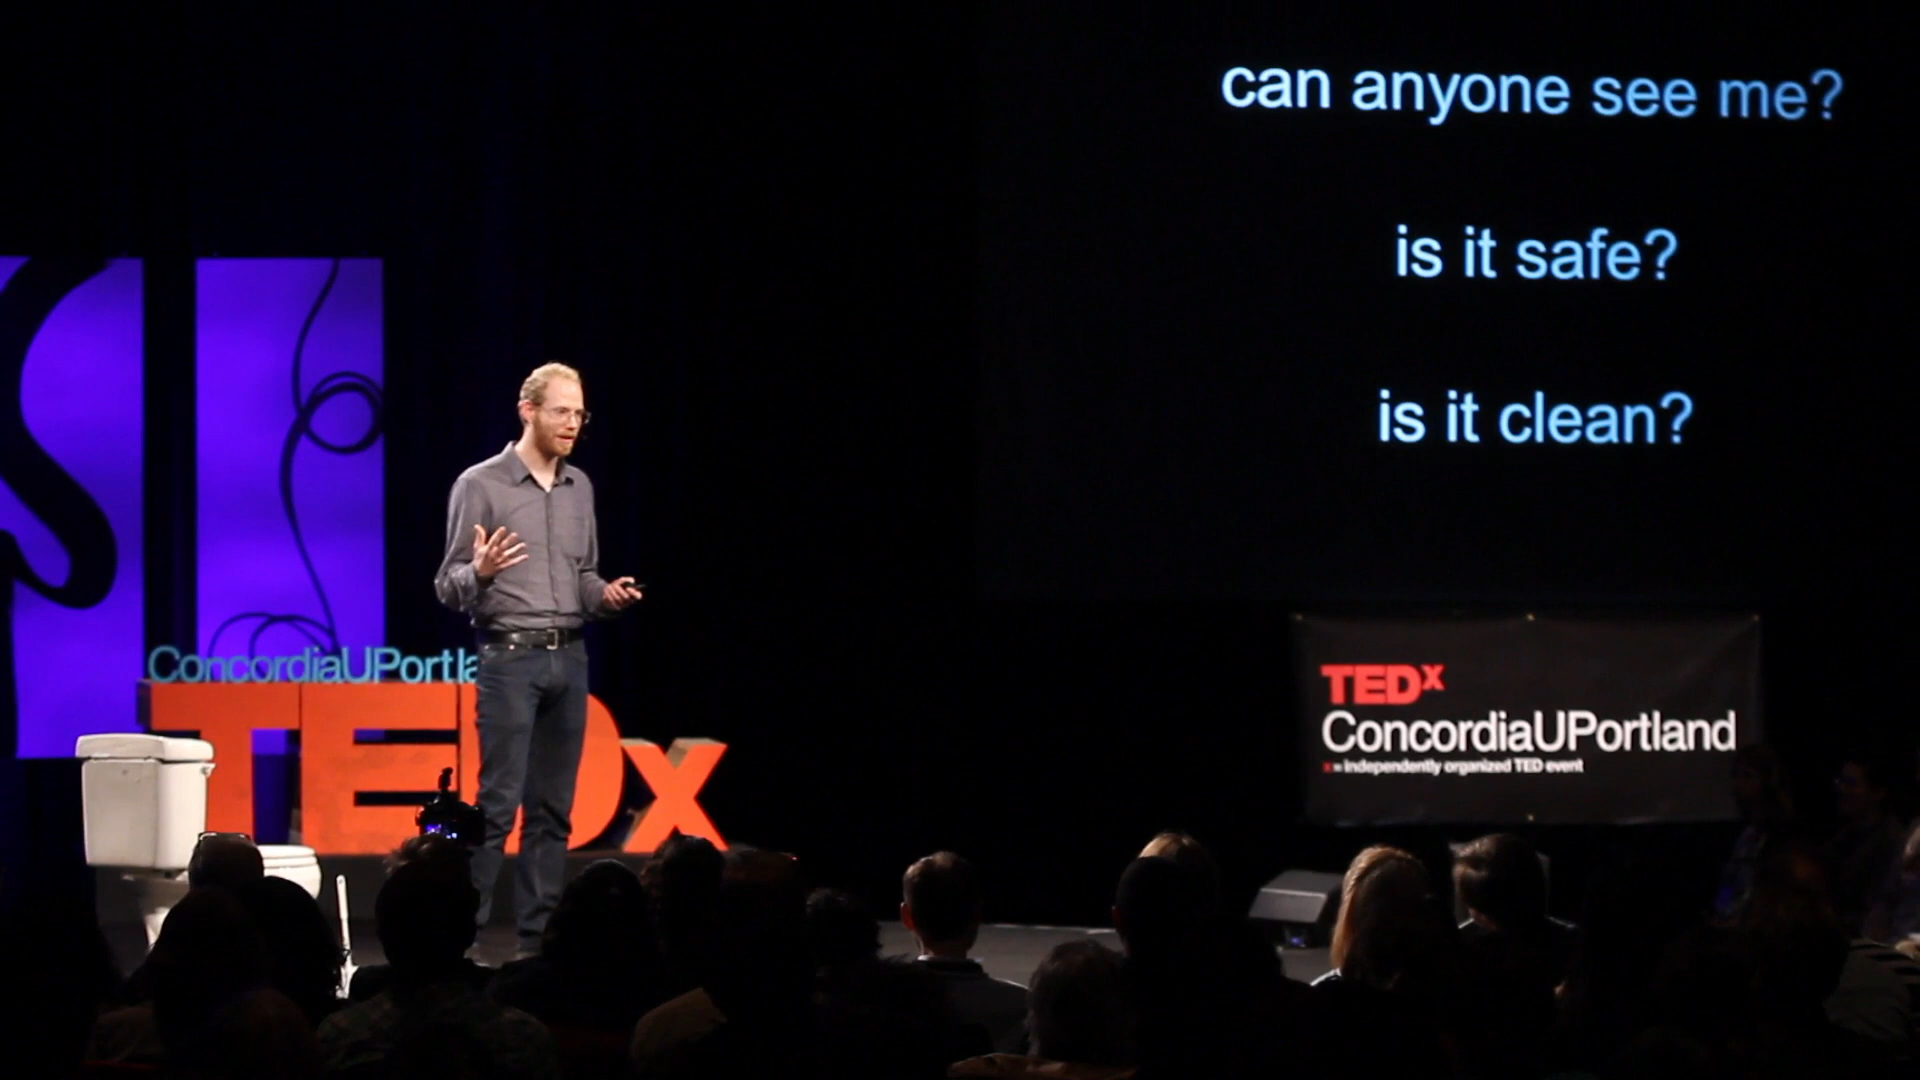 can anyone see me?
is it safe?
is it clean?
ConcordiaUPortla
TEDx
TEDx
ConcordiaUPortland
x = independently organized TED event